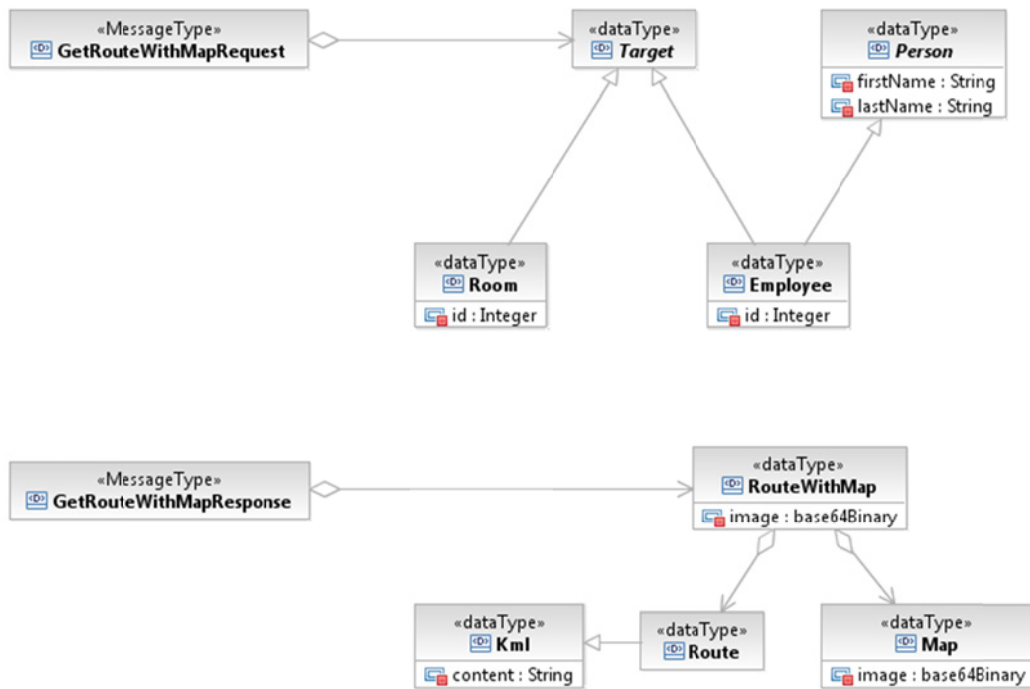 «MessageType»
GetRouteWithMapRequest
«dataType»
Target
«dataType»
Person
firstName : String
lastName : String
«dataType»
Room
id : Integer
«dataType»
Employee
id : Integer
«MessageType»
GetRouteWithMapResponse
«dataType»
RouteWithMap
image : base64Binary
«dataType»
Kml
content : String
«dataType»
Route
«dataType»
Map
image : base64Binary